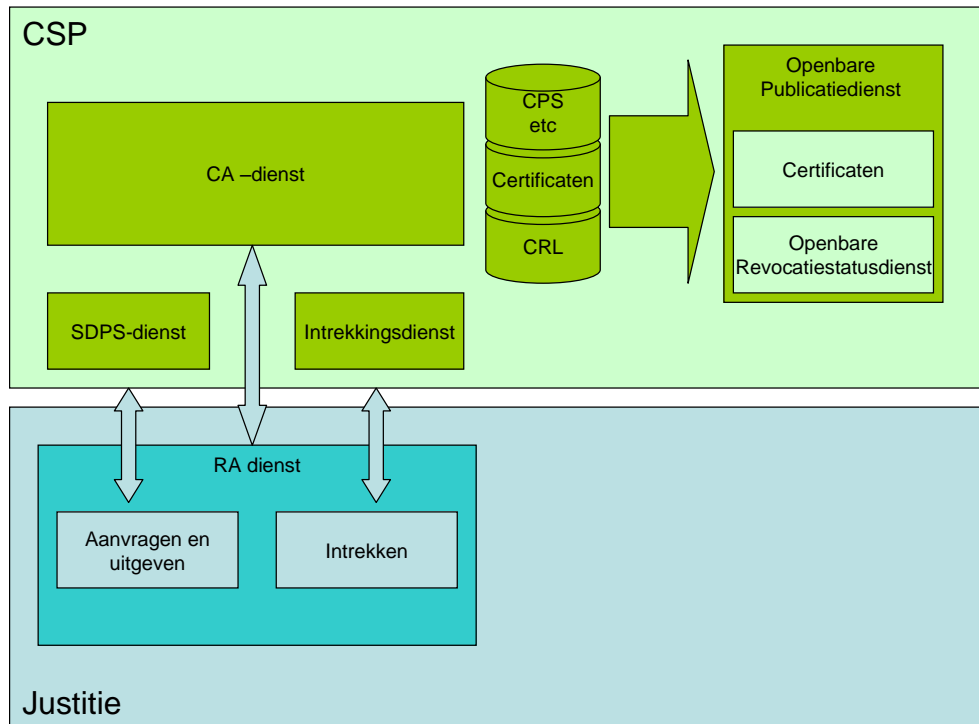 CSP
CA –dienst
CPS
etc
Certificaten
CRL
Openbare
Publicatiedienst
Certificaten
Openbare
Revocatiestatusdienst
SDPS-dienst
Intrekkingsdienst
RA dienst
Aanvragen en
uitgeven
Intrekken
Justitie